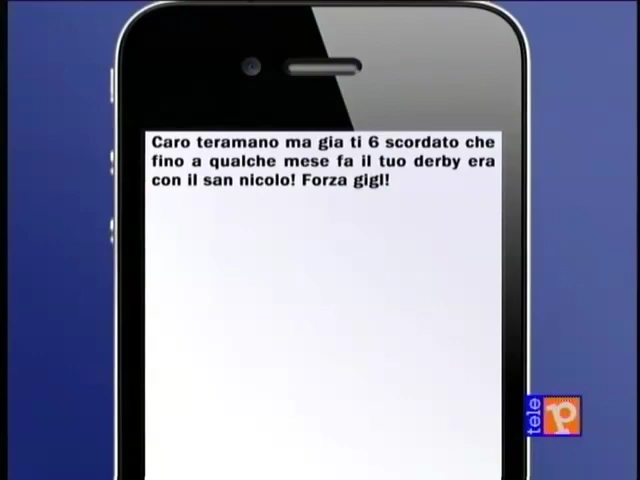 Caro teramano ma gia ti 6 scordato che
fino a qualche mese fa il tuo derby era
con il san nicolo! Forza gigl!
tele p